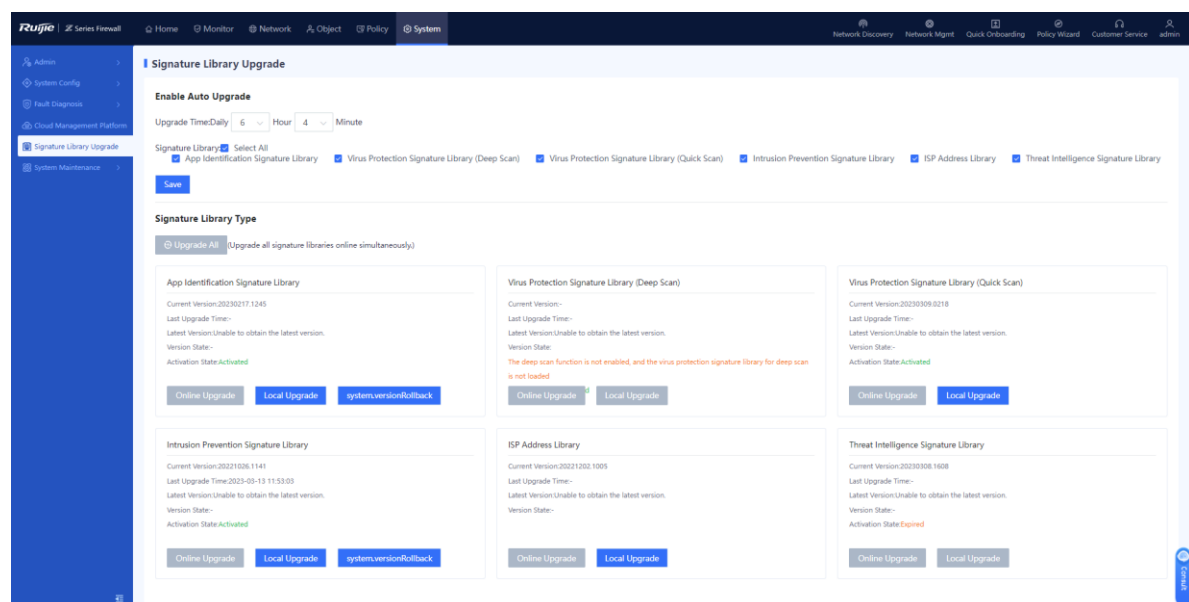 Ruijie | Z Series Firewall
Home Monitor Network Object Policy System
Network Discovery Network Mgmt Quick Onboarding Policy Wizard Customer Service admin
Admin
System Config
Fault Diagnosis
Cloud Management Platform
Signature Library Upgrade
System Maintenance
Signature Library Upgrade
Enable Auto Upgrade
Upgrade Time:Daily 6 Hour 4 Minute
Signature Library: Select All
App Identification Signature Library Virus Protection Signature Library (Deep Scan) Virus Protection Signature Library (Quick Scan) Intrusion Prevention Signature Library ISP Address Library Threat Intelligence Signature Library
Save
Signature Library Type
Upgrade All (Upgrade all signature libraries online simultaneously.)
App Identification Signature Library
Current Version:20230217.1245
Last Upgrade Time:-
Latest Version:Unable to obtain the latest version.
Version State:-
Activation State:Activated
Online Upgrade Local Upgrade system.versionRollback
Virus Protection Signature Library (Deep Scan)
Current Version:-
Last Upgrade Time:-
Latest Version:Unable to obtain the latest version.
Version State:
The deep scan function is not enabled, and the virus protection signature library for deep scan
is not loaded
Online Upgrade Local Upgrade
Virus Protection Signature Library (Quick Scan)
Current Version:20230309.0218
Last Upgrade Time:-
Latest Version:Unable to obtain the latest version.
Version State:-
Activation State:Activated
Online Upgrade Local Upgrade
Intrusion Prevention Signature Library
Current Version:20221026.1141
Last Upgrade Time:2023-03-13 11:53:03
Latest Version:Unable to obtain the latest version.
Version State:-
Activation State:Activated
Online Upgrade Local Upgrade system.versionRollback
ISP Address Library
Current Version:20221202.1005
Last Upgrade Time:-
Latest Version:Unable to obtain the latest version.
Version State:-
Online Upgrade Local Upgrade
Threat Intelligence Signature Library
Current Version:20230308.1608
Last Upgrade Time:-
Latest Version:Unable to obtain the latest version.
Version State:-
Activation State:Expired
Online Upgrade Local Upgrade
Consult